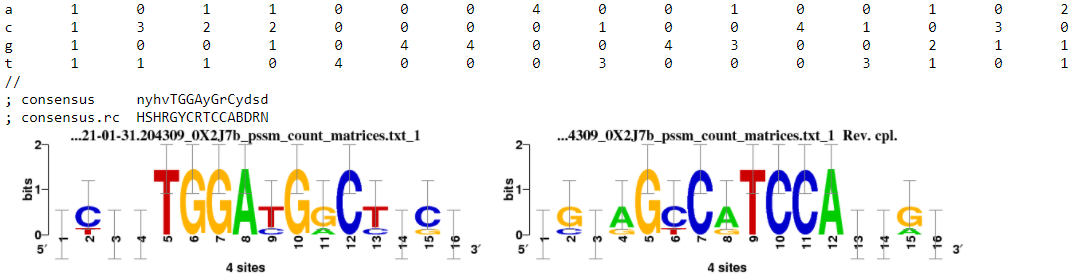 a 1 0 1 1 0 0 0 4 0 0 1 0 0 1 0 2
c 1 3 2 2 0 0 0 0 1 0 0 4 1 0 3 0
g 1 0 0 1 0 4 4 0 0 4 3 0 0 2 1 1
t 1 1 1 0 4 0 0 0 3 0 0 0 3 1 0 1
//
; consensus nyhvTGGAyGrCydsd
; consensus.rc HSHRGYCRTCCABDRN
...21-01-31.204309_0X2J7b_pssm_count_matrices.txt_1
2
bits
1
0
CTTGGATCGGACTCCG
5′ 1 2 3 4 5 6 7 8 9 10 11 12 13 14 15 16 3′
4 sites
...4309_0X2J7b_pssm_count_matrices.txt_1 Rev. cpl.
2
bits
1
0
GCAGGCTCAGTCCAGA
5′ 1 2 3 4 5 6 7 8 9 10 11 12 13 14 15 16 3′
4 sites